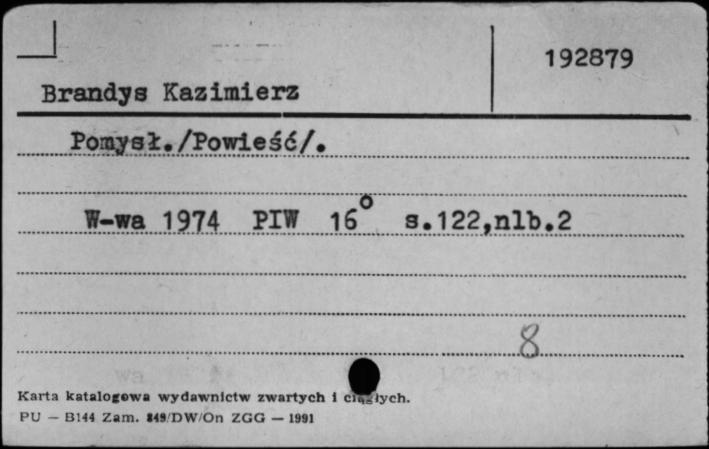 192879
Brandys Kazimierz
Pomysł./Powieść/.
W-wa 1974 PIW 16° s.122,nlb.2
8
Karta katalogowa wydawnictw zwartych i ciągłych.
PU — B144 Zam. 849/DW/On ZGG — 1991